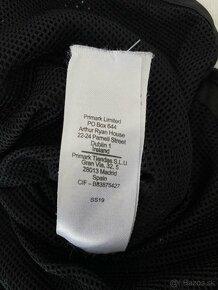 Primark Limited
PO Box 644
Arthur Ryan House
22-24 Parnell Street
Dublin 1
Ireland
Primark Tiendas S.L.U
Gran Via, 32, 5
28013 Madrid
Spain
CIF - B83875427
SS19
bazos.sk